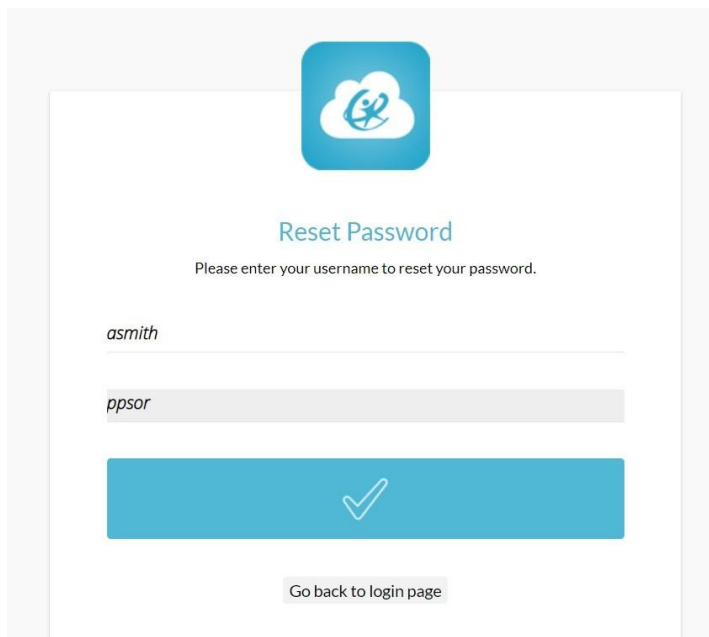 Reset Password
Please enter your username to reset your password.
asmith
ppsor
Go back to login page